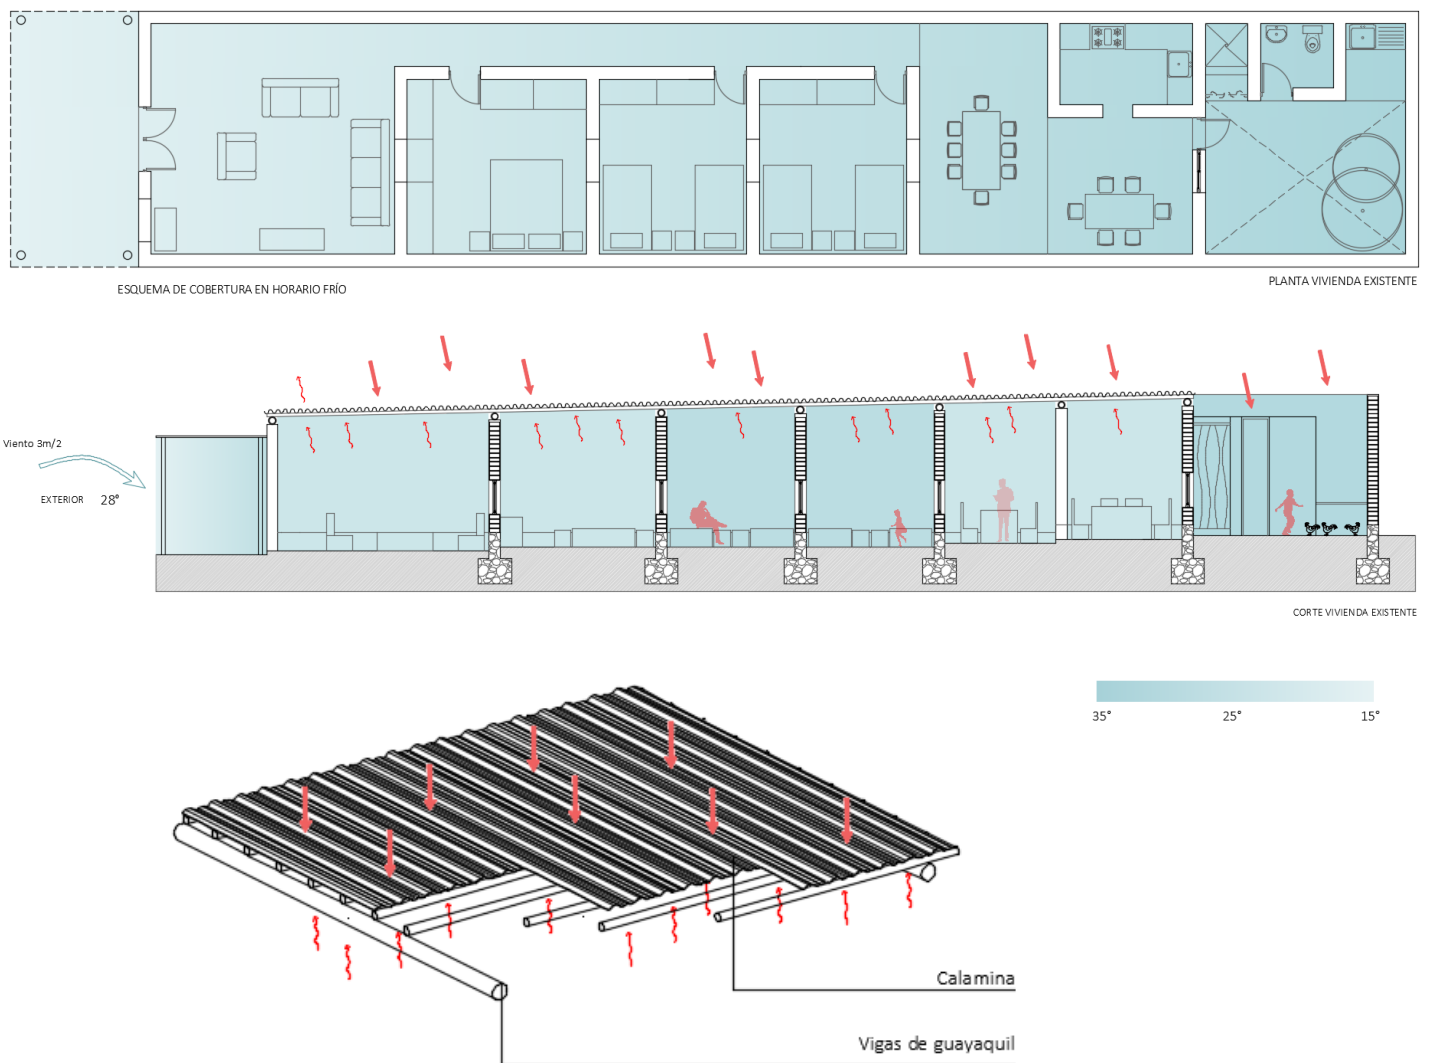 PLANTA VIVIENDA EXISTENTE
ESQUEMA DE COBERTURA EN HORARIO FRÍO
Viento 3m/2
EXTERIOR 28°
CORTE VIVIENDA EXISTENTE
35° 25° 15°
Calamina
Vigas de guayaquil